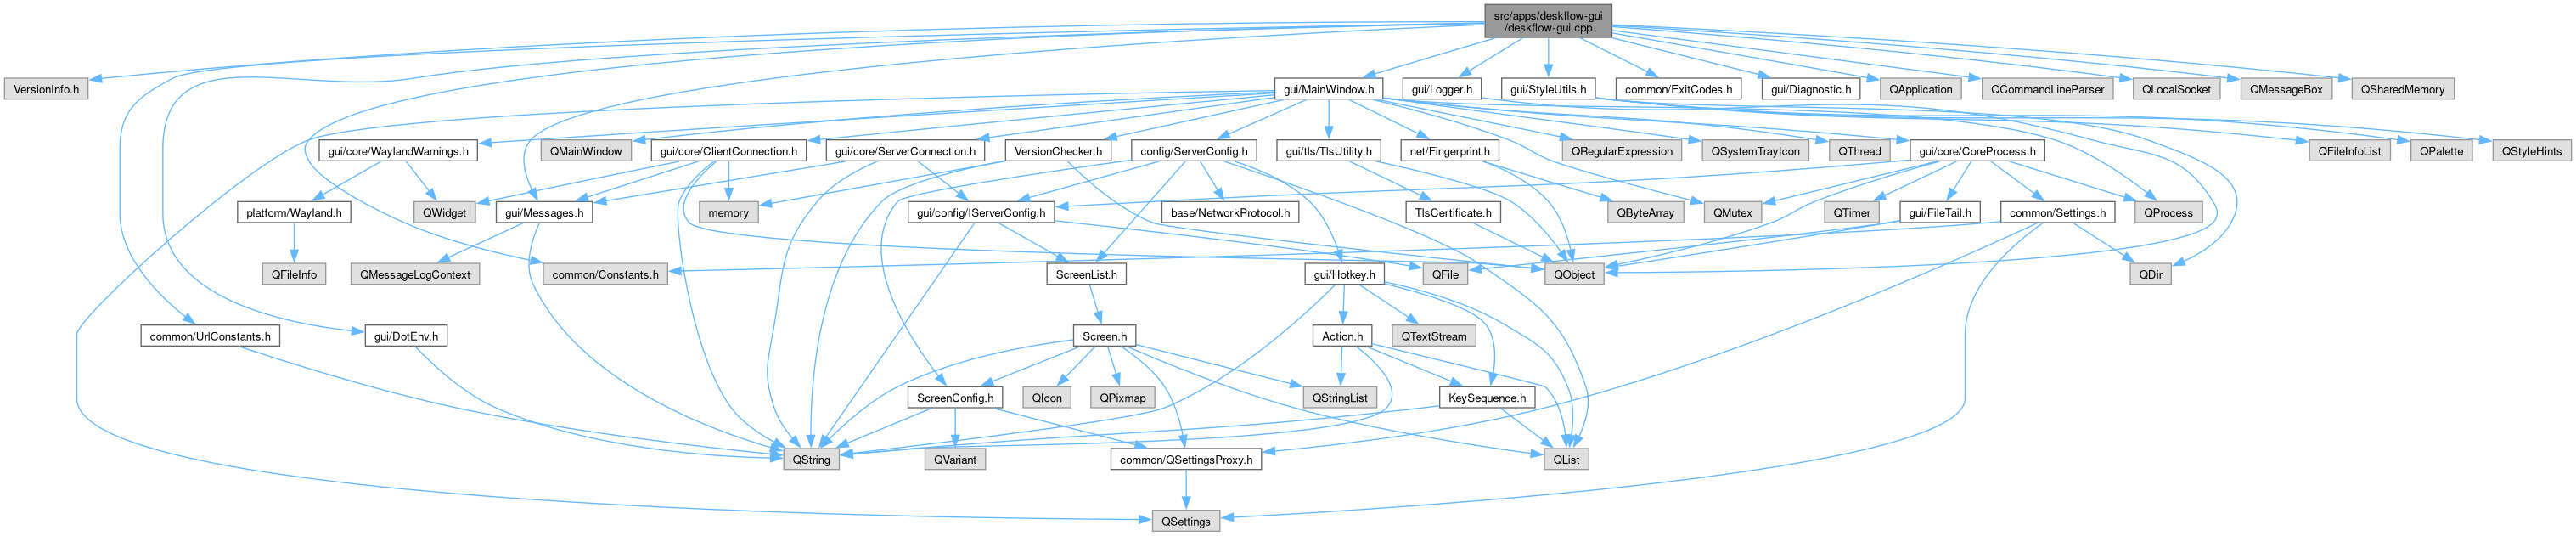 src/apps/deskflow-gui
/deskflow-gui.cpp
VersionInfo.h
gui/MainWindow.h
gui/Logger.h
gui/StyleUtils.h
common/ExitCodes.h
gui/Diagnostic.h
QApplication
QCommandLineParser
QLocalSocket
QMessageBox
QSharedMemory
gui/core/WaylandWarnings.h
QMainWindow
gui/core/ClientConnection.h
gui/core/ServerConnection.h
VersionChecker.h
config/ServerConfig.h
gui/tls/TlsUtility.h
net/Fingerprint.h
QRegularExpression
QSystemTrayIcon
QThread
gui/core/CoreProcess.h
QFileInfoList
QPalette
QStyleHints
platform/Wayland.h
QWidget
gui/Messages.h
memory
gui/config/IServerConfig.h
base/NetworkProtocol.h
TlsCertificate.h
QByteArray
QMutex
QTimer
gui/FileTail.h
common/Settings.h
QProcess
QFileInfo
QMessageLogContext
common/Constants.h
ScreenList.h
gui/Hotkey.h
QFile
QObject
QDir
common/UrlConstants.h
gui/DotEnv.h
Screen.h
Action.h
QTextStream
ScreenConfig.h
QIcon
QPixmap
QStringList
KeySequence.h
QString
QVariant
common/QSettingsProxy.h
QList
QSettings